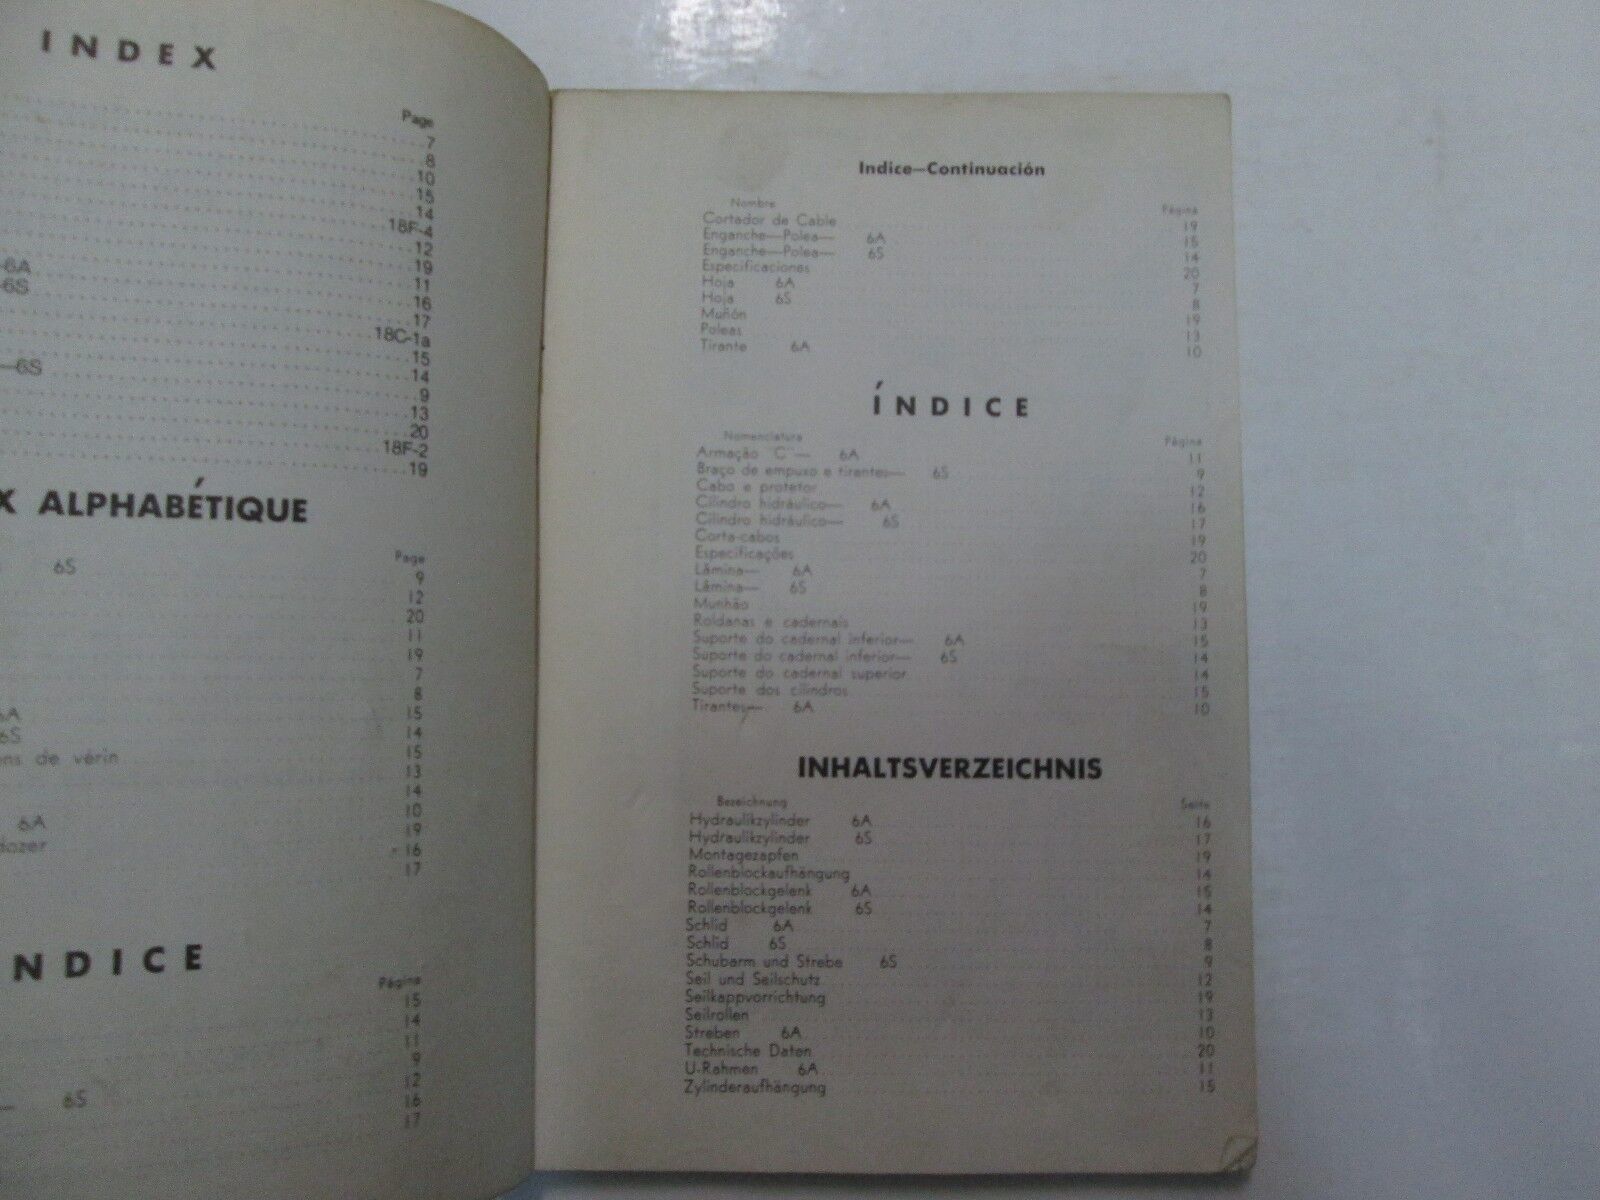 INDEX
Page
7
8
10
15
14
18F-4
12
19
—6A 11
—6S 16
17
18C-1a
15
—6S 14
9
13
20
18F-2
19
X ALPHABÉTIQUE
Page
6S 9
12
20
11
19
7
8
6A 15
6S 14
ns de vérin 15
13
14
10
6A 19
dozer 16
17
NDICE
Página
15
14
11
9
12
— 6S 16
17
Indice—Continuación
Nombre Página
Cortador de Cable 19
Enganche—Polea— 6A 15
Enganche—Polea— 6S 14
Especificaciones 20
Hoja 6A 7
Hoja 6S 8
Muñón 19
Poleas 13
Tirante 6A 10
ÍNDICE
Nomenclatura Página
Armação "C"— 6A 11
Braço de empuxo e tirantes— 6S 9
Cabo e protetor 12
Cilindro hidráulico— 6A 16
Cilindro hidráulico— 6S 17
Corta-cabos 19
Especificações 20
Lâmina— 6A 7
Lâmina— 6S 8
Munhão 19
Roldanas e cadernais 13
Suporte do cadernal inferior— 6A 15
Suporte do cadernal inferior— 6S 14
Suporte do cadernal superior 14
Suporte dos cilindros 15
Tirantes— 6A 10
INHALTSVERZEICHNIS
Bezeichnung Seite
Hydraulikzylinder 6A 16
Hydraulikzylinder 6S 17
Montagezapfen 19
Rollenblockaufhängung 14
Rollenblockgelenk 6A 15
Rollenblockgelenk 6S 14
Schild 6A 7
Schild 6S 8
Schubarm und Strebe 6S 9
Seil und Seilschutz 12
Seilkappvorrichtung 19
Seilrollen 13
Streben 6A 10
Technische Daten 20
U-Rahmen 6A 11
Zylinderaufhängung 15